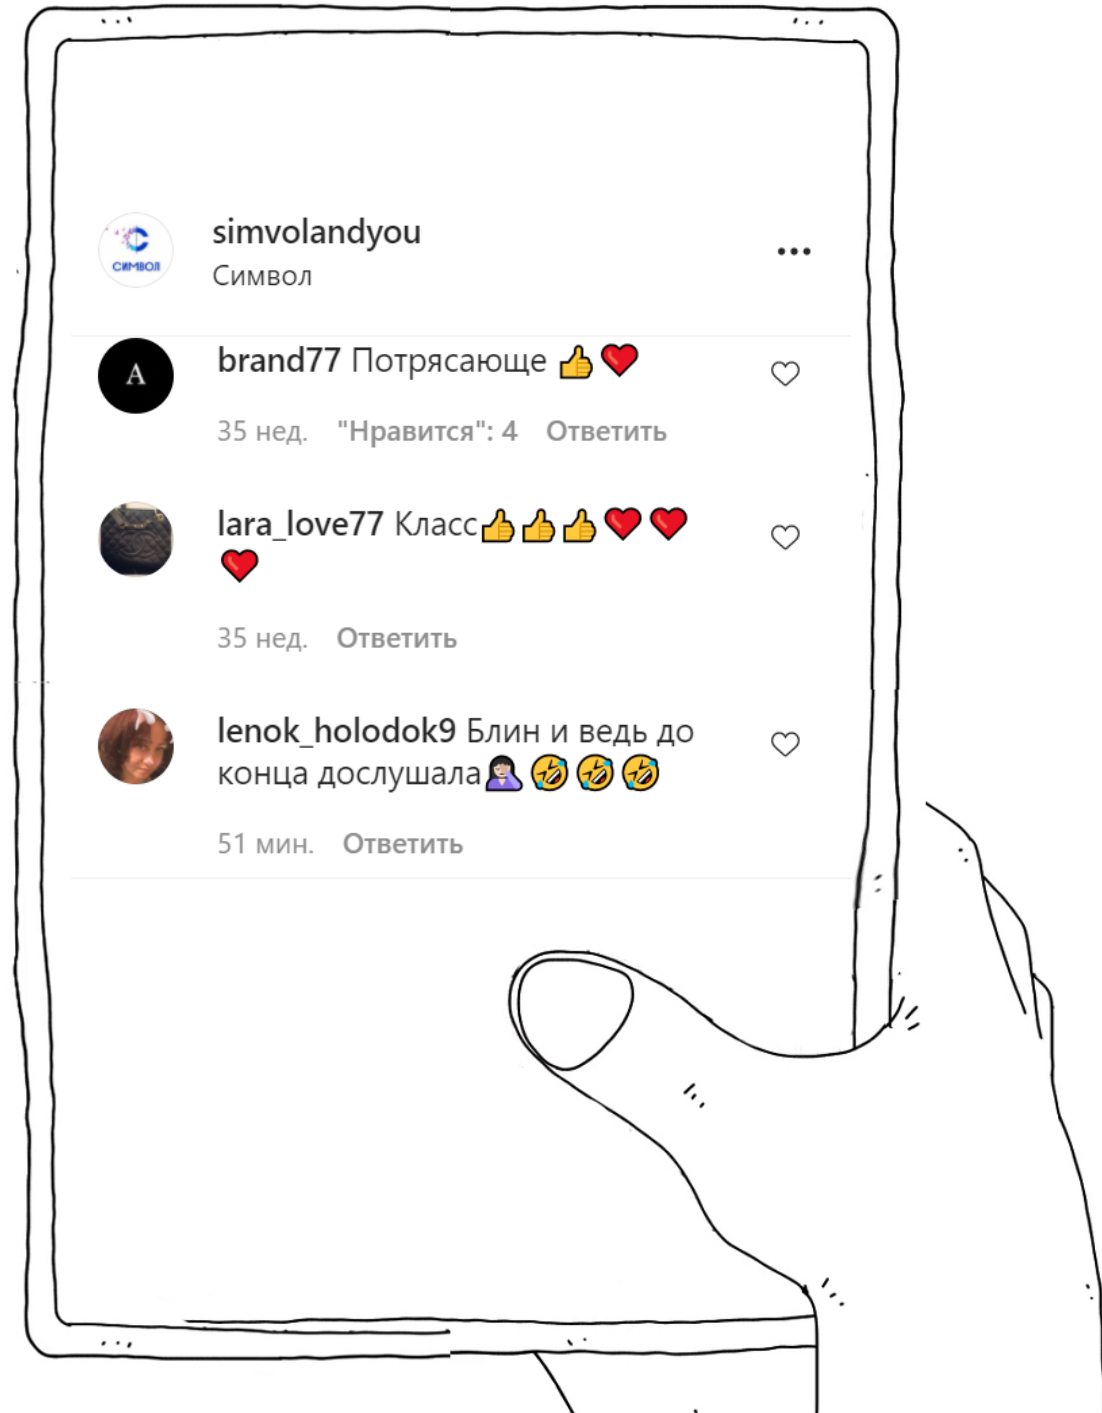 simvolandyou
СИМВОЛ
Символ
A
brand77 Потрясающе 👍❤️
35 нед. "Нравится": 4 Ответить
lara_love77 Класс👍👍👍❤️❤️
❤️
35 нед. Ответить
lenok_holodok9 Блин и ведь до
конца дослушала🤦🏻‍♀️🤣🤣🤣
51 мин. Ответить